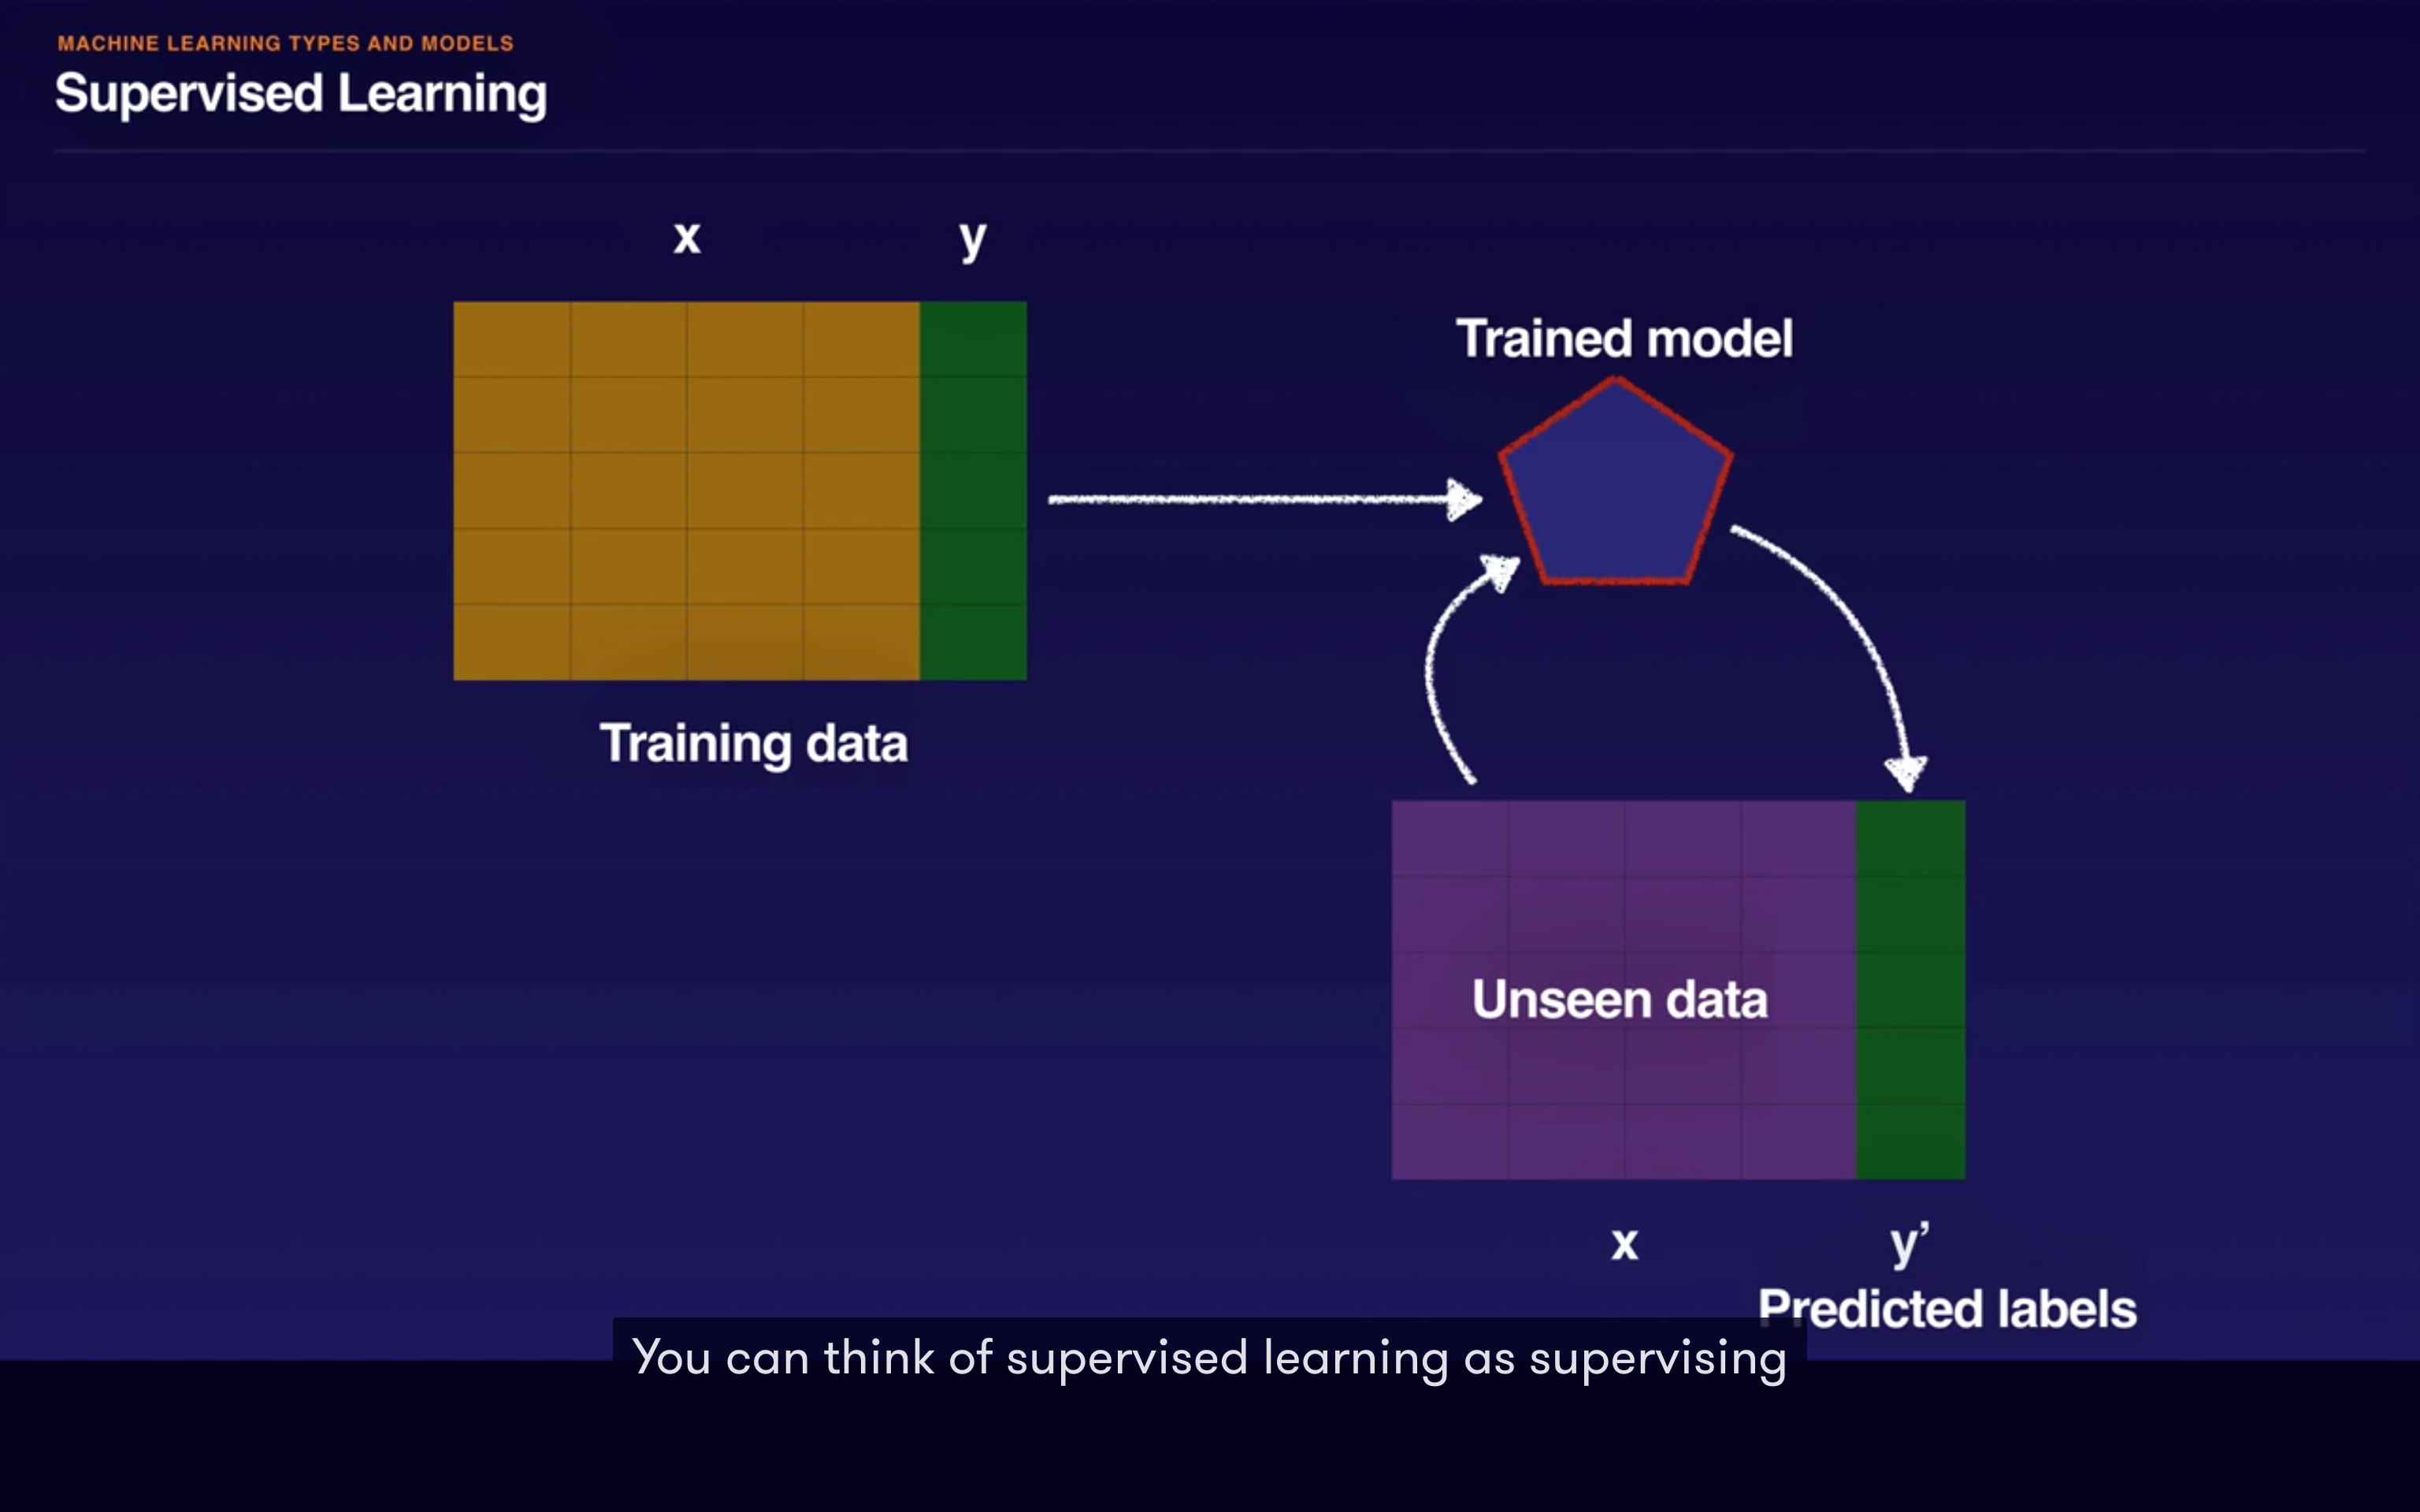 MACHINE LEARNING TYPES AND MODELS
Supervised Learning
x y
Trained model
Training data
Unseen data
x y’
Predicted labels
You can think of supervised learning as supervising